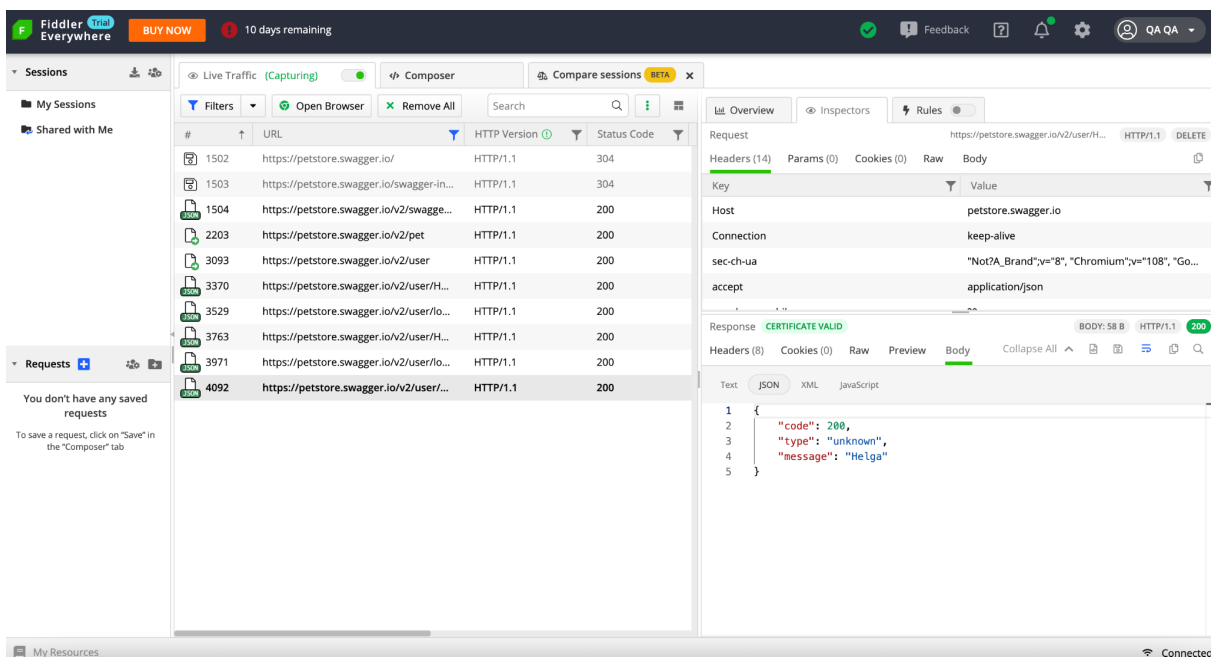 Fiddler Trial
Everywhere
BUY NOW
10 days remaining
Feedback
QA QA
Sessions
My Sessions
Shared with Me
Requests
You don't have any saved
requests
To save a request, click on "Save" in
the "Composer" tab
Live Traffic (Capturing)
Composer
Compare sessions BETA
Filters
Open Browser
Remove All
Search
# URL HTTP Version Status Code
1502 https://petstore.swagger.io/ HTTP/1.1 304
1503 https://petstore.swagger.io/swagger-in... HTTP/1.1 304
JSON 1504 https://petstore.swagger.io/v2/swagge... HTTP/1.1 200
2203 https://petstore.swagger.io/v2/pet HTTP/1.1 200
3093 https://petstore.swagger.io/v2/user HTTP/1.1 200
JSON 3370 https://petstore.swagger.io/v2/user/H... HTTP/1.1 200
JSON 3529 https://petstore.swagger.io/v2/user/lo... HTTP/1.1 200
JSON 3763 https://petstore.swagger.io/v2/user/H... HTTP/1.1 200
JSON 3971 https://petstore.swagger.io/v2/user/lo... HTTP/1.1 200
JSON 4092 https://petstore.swagger.io/v2/user/... HTTP/1.1 200
Overview
Inspectors
Rules
Request https://petstore.swagger.io/v2/user/H... HTTP/1.1 DELETE
Headers (14) Params (0) Cookies (0) Raw Body
Key Value
Host petstore.swagger.io
Connection keep-alive
sec-ch-ua "Not?A_Brand";v="8", "Chromium";v="108", "Go...
accept application/json
Response CERTIFICATE VALID BODY: 58 B HTTP/1.1 200
Headers (8) Cookies (0) Raw Preview Body Collapse All
Text JSON XML JavaScript
1 {
2 "code": 200,
3 "type": "unknown",
4 "message": "Helga"
5 }
My Resources
Connected